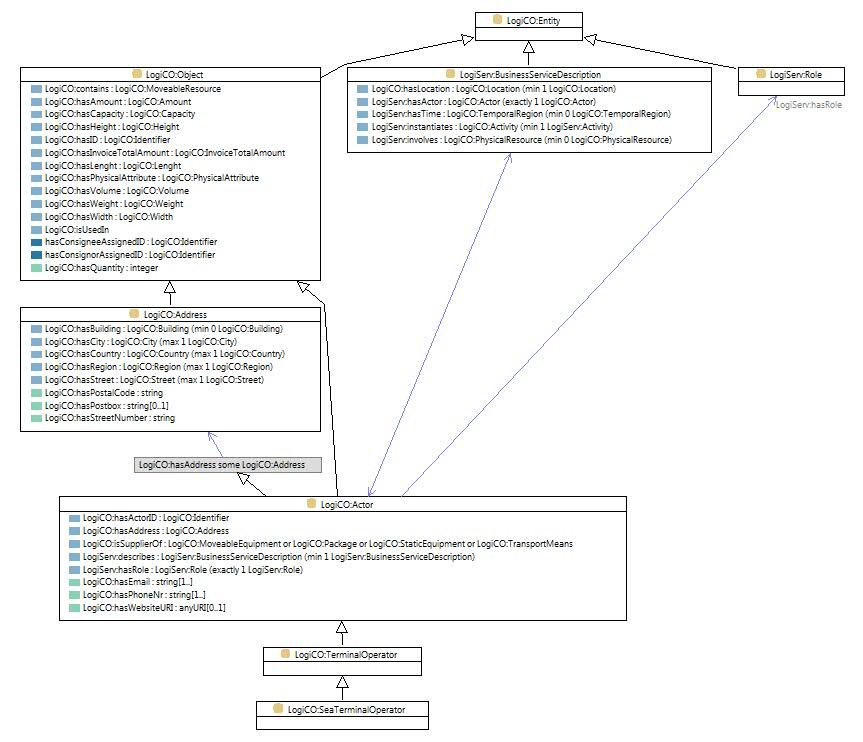 LogiCO:Entity
LogiCO:Object
LogiCO:contains : LogiCO:MoveableResource
LogiCO:hasAmount : LogiCO:Amount
LogiCO:hasCapacity : LogiCO:Capacity
LogiCO:hasHeight : LogiCO:Height
LogiCO:hasID : LogiCO:Identifier
LogiCO:hasInvoiceTotalAmount : LogiCO:InvoiceTotalAmount
LogiCO:hasLenght : LogiCO:Lenght
LogiCO:hasPhysicalAttribute : LogiCO:PhysicalAttribute
LogiCO:hasVolume : LogiCO:Volume
LogiCO:hasWeight : LogiCO:Weight
LogiCO:hasWidth : LogiCO:Width
LogiCO:isUsedIn
hasConsigneeAssignedID : LogiCO:Identifier
hasConsignorAssignedID : LogiCO:Identifier
LogiCO:hasQuantity : integer
LogiServ:BusinessServiceDescription
LogiCO:hasLocation : LogiCO:Location (min 1 LogiCO:Location)
LogiServ:hasActor : LogiCO:Actor (exactly 1 LogiCO:Actor)
LogiServ:hasTime : LogiCO:TemporalRegion (min 0 LogiCO:TemporalRegion)
LogiServ:instantiates : LogiCO:Activity (min 1 LogiServ:Activity)
LogiServ:involves : LogiCO:PhysicalResource (min 0 LogiCO:PhysicalResource)
LogiServ:Role
LogiServ:hasRole
LogiCO:Address
LogiCO:hasBuilding : LogiCO:Building (min 0 LogiCO:Building)
LogiCO:hasCity : LogiCO:City (max 1 LogiCO:City)
LogiCO:hasCountry : LogiCO:Country (max 1 LogiCO:Country)
LogiCO:hasRegion : LogiCO:Region (max 1 LogiCO:Region)
LogiCO:hasStreet : LogiCO:Street (max 1 LogiCO:Street)
LogiCO:hasPostalCode : string
LogiCO:hasPostbox : string[0..1]
LogiCO:hasStreetNumber : string
LogiCO:hasAddress some LogiCO:Address
LogiCO:Actor
LogiCO:hasActorID : LogiCO:Identifier
LogiCO:hasAddress : LogiCO:Address
LogiCO:isSupplierOf : LogiCO:MoveableEquipment or LogiCO:Package or LogiCO:StaticEquipment or LogiCO:TransportMeans
LogiServ:describes : LogiServ:BusinessServiceDescription (min 1 LogiServ:BusinessServiceDescription)
LogiServ:hasRole : LogiServ:Role (exactly 1 LogiServ:Role)
LogiCO:hasEmail : string[1..]
LogiCO:hasPhoneNr : string[1..]
LogiCO:hasWebsiteURI : anyURI[0..1]
LogiCO:TerminalOperator
LogiCO:SeaTerminalOperator